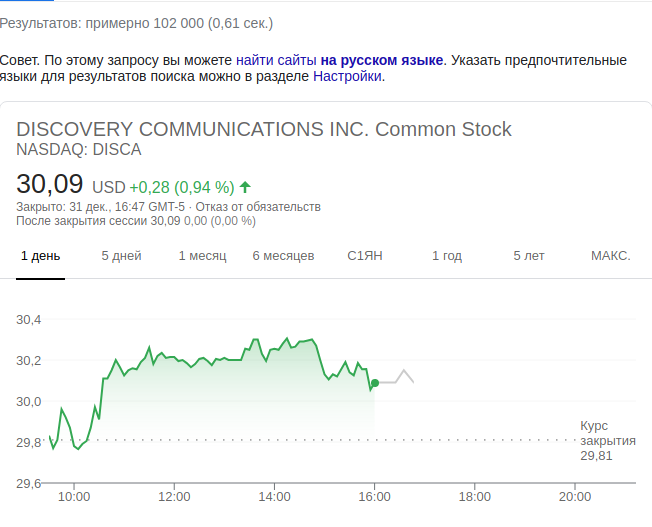 Результатов: примерно 102 000 (0,61 сек.)
Совет. По этому запросу вы можете найти сайты на русском языке. Указать предпочтительные
языки для результатов поиска можно в разделе Настройки.
DISCOVERY COMMUNICATIONS INC. Common Stock
NASDAQ: DISCA
30,09 USD +0,28 (0,94 %)
Закрыто: 31 дек., 16:47 GMT-5 · Отказ от обязательств
После закрытия сессии 30,09 0,00 (0,00 %)
1 день 5 дней 1 месяц 6 месяцев С1ЯН 1 год 5 лет МАКС.
30,4
30,2
30,0
29,8
29,6
Курс
закрытия
29,81
10:00 12:00 14:00 16:00 18:00 20:00